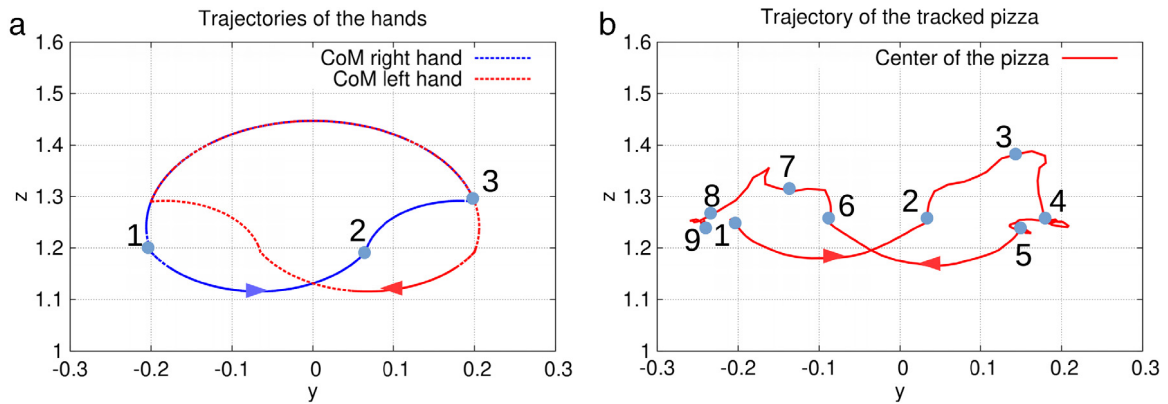 a
Trajectories of the hands
CoM right hand
CoM left hand
1.6
1.5
1.4
1.3
1.2
1.1
1
z
1
2
3
-0.3 -0.2 -0.1 0 0.1 0.2 0.3
y
b
Trajectory of the tracked pizza
Center of the pizza
1.6
1.5
1.4
1.3
1.2
1.1
1
z
3
7
8
6
2
4
9
1
5
-0.3 -0.2 -0.1 0 0.1 0.2 0.3
y